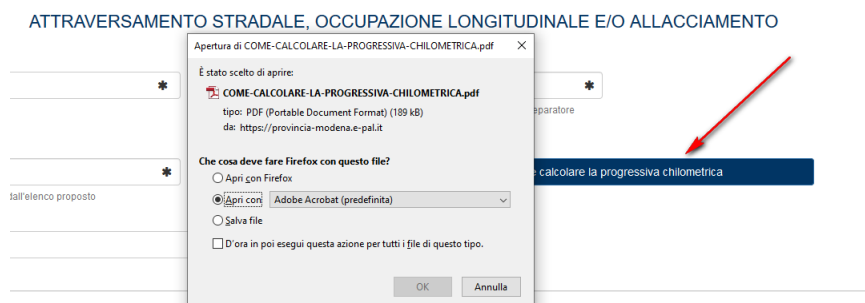 ATTRAVERSAMENTO STRADALE, OCCUPAZIONE LONGITUDINALE E/O ALLACCIAMENTO
Apertura di COME-CALCOLARE-LA-PROGRESSIVA-CHILOMETRICA.pdf
È stato scelto di aprire:
COME-CALCOLARE-LA-PROGRESSIVA-CHILOMETRICA.pdf
tipo: PDF (Portable Document Format) (189 kB)
da: https://provincia-modena.e-pal.it
eparatore
Che cosa deve fare Firefox con questo file?
Apri con Firefox
calcolare la progressiva chilometrica
dall'elenco proposto
Apri con Adobe Acrobat (predefinita)
Salva file
D'ora in poi esegui questa azione per tutti i file di questo tipo.
OK Annulla